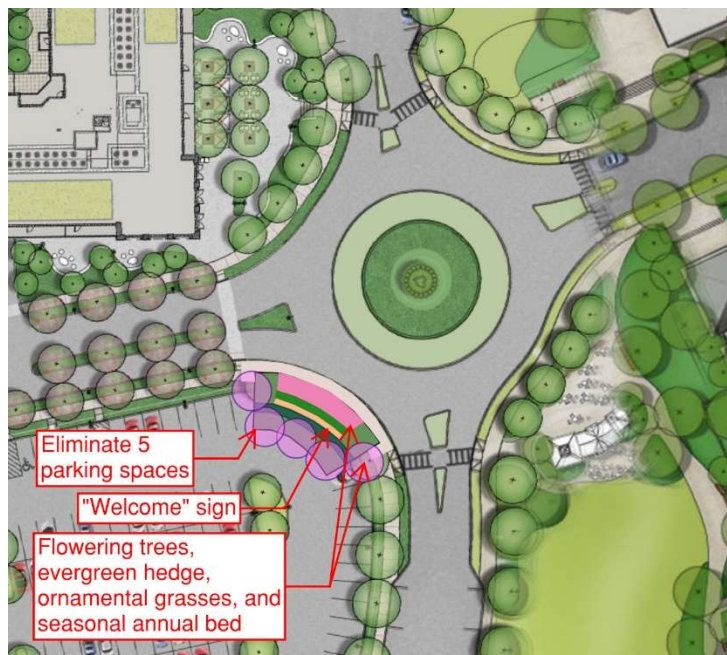 Eliminate 5
parking spaces
"Welcome" sign
Flowering trees,
evergreen hedge,
ornamental grasses, and
seasonal annual bed